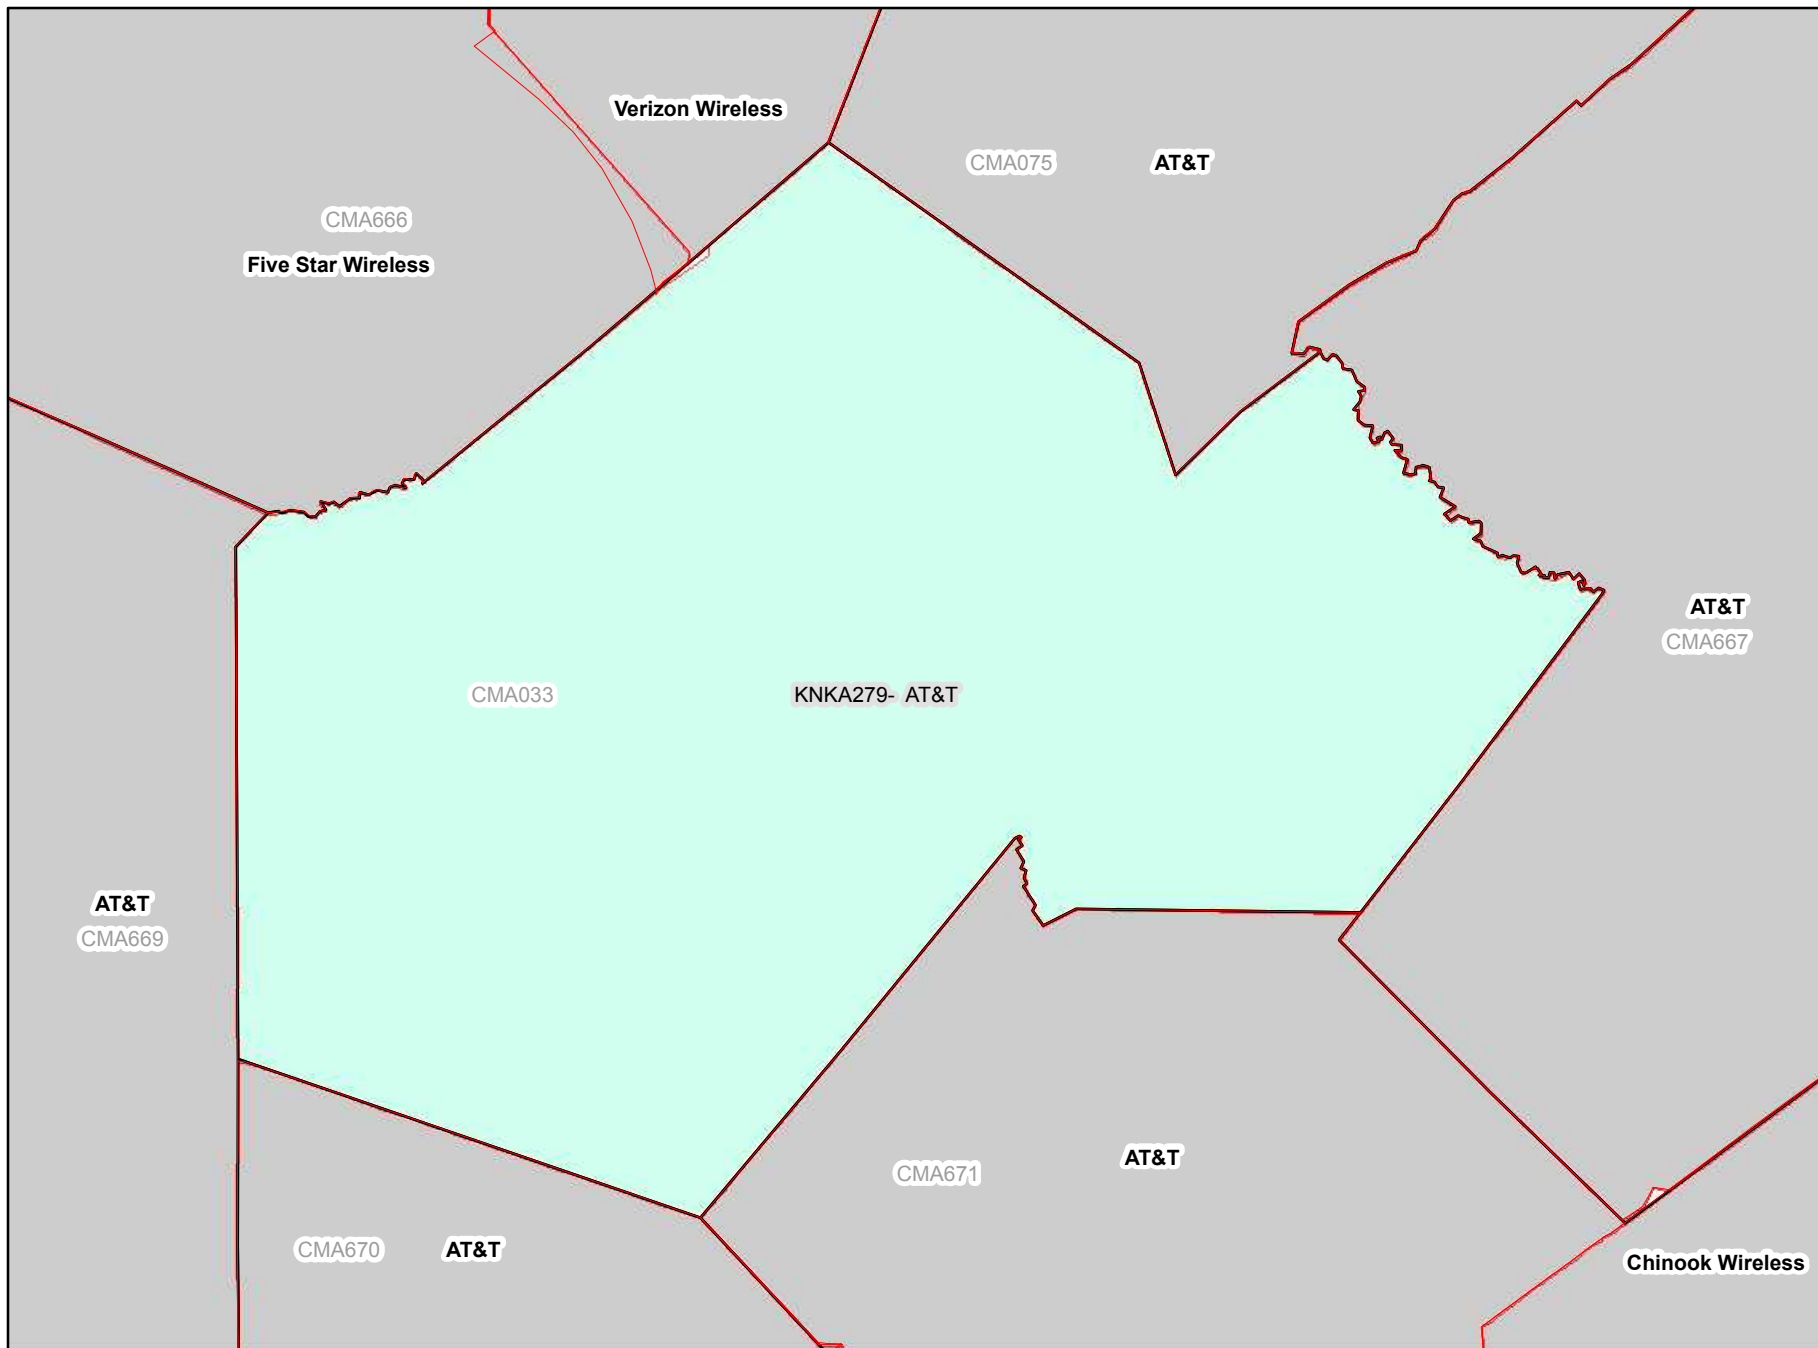 Verizon Wireless
CMA075 AT&T
CMA666
Five Star Wireless
AT&T
CMA667
CMA033 KNKA279- AT&T
AT&T
CMA669
CMA671 AT&T
CMA670 AT&T
Chinook Wireless